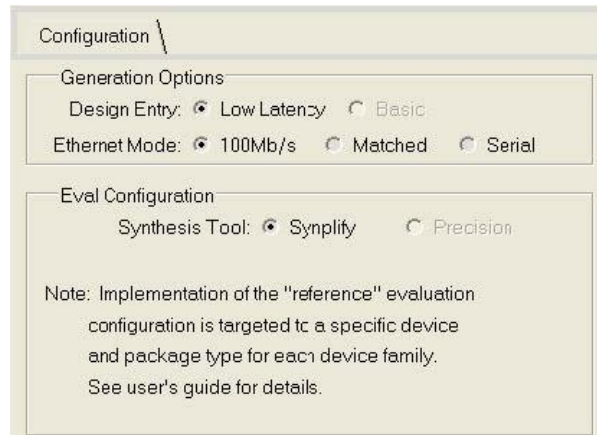 Configuration
Generation Options
Design Entry: Low Latency Basic
Ethernet Mode: 100Mb/s Matched Serial
Eval Configuration
Synthesis Tool: Synplify Precision
Note: Implementation of the "reference" evaluation
configuration is targeted to a specific device
and package type for each device family.
See user's guide for details.